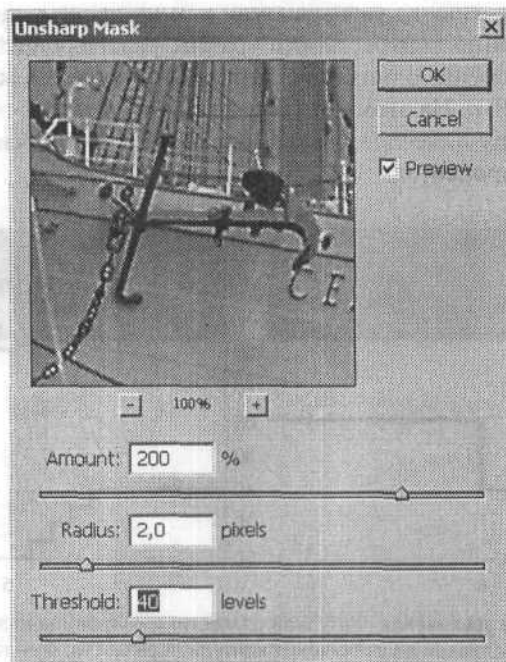 Unsharp Mask
OK
Cancel
Preview
CE
100%
Amount: 200 %
Radius: 2,0 pixels
Threshold: 40 levels